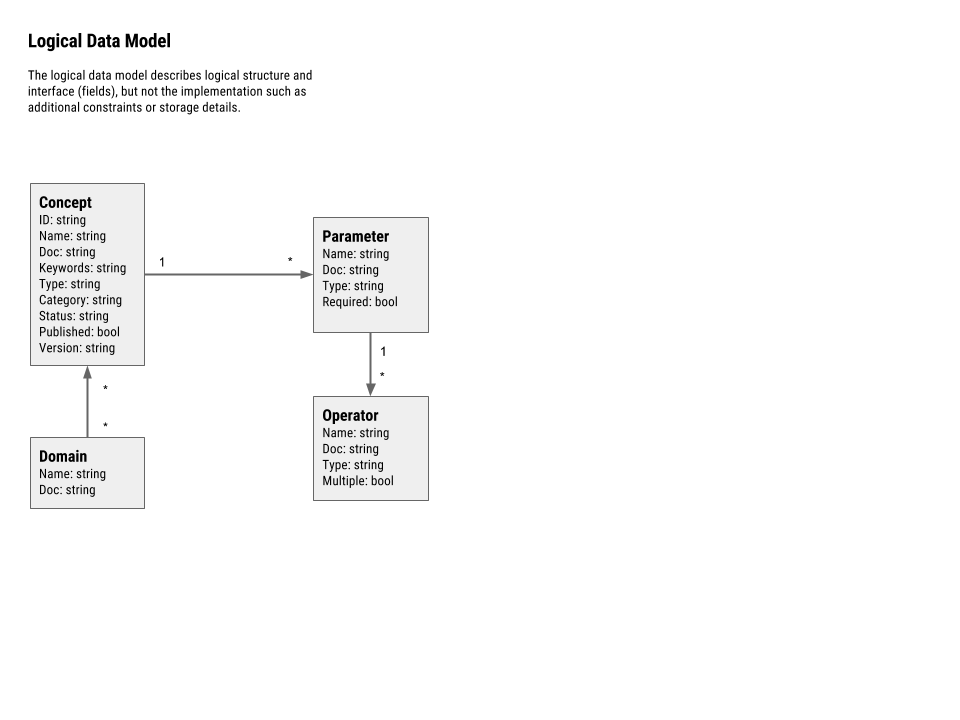 Logical Data Model
The logical data model describes logical structure and
interface (fields), but not the implementation such as
additional constraints or storage details.
Concept
ID: string
Name: string
Doc: string
Keywords: string
Type: string
Category: string
Status: string
Published: bool
Version: string
1
*
Parameter
Name: string
Doc: string
Type: string
Required: bool
1
*
*
*
Operator
Name: string
Doc: string
Type: string
Multiple: bool
Domain
Name: string
Doc: string